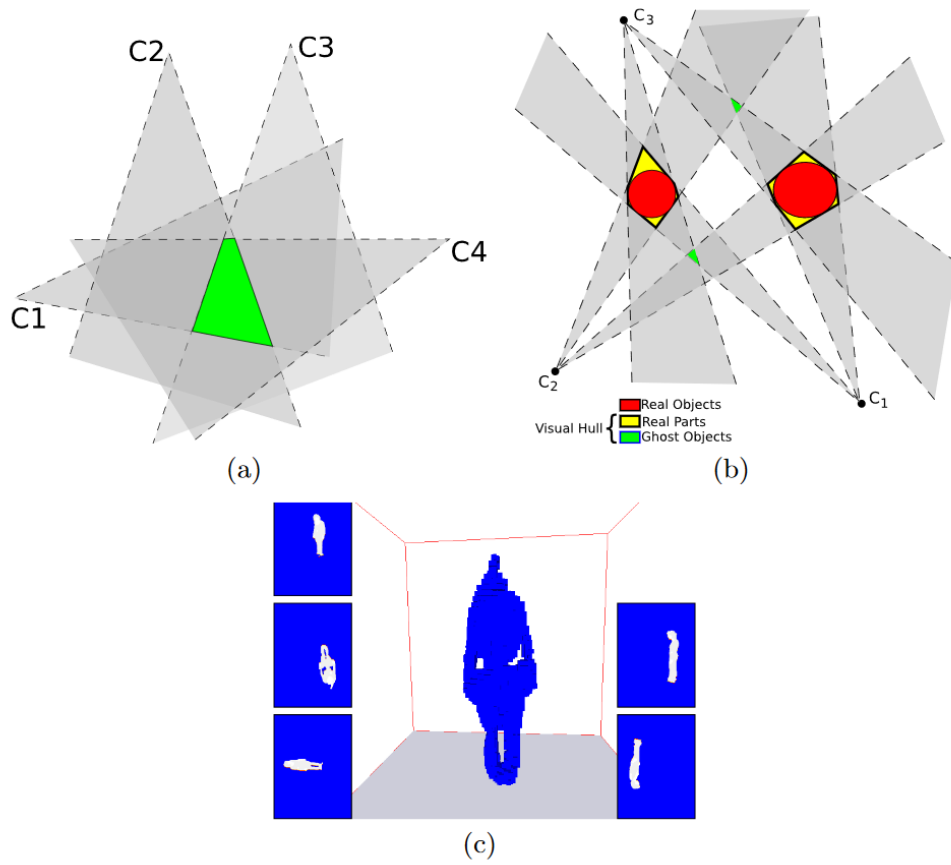 C2
C3
C4
C1
(a)
C3
C2
C1
Real Objects
Visual Hull { Real Parts
Ghost Objects
(b)
(c)